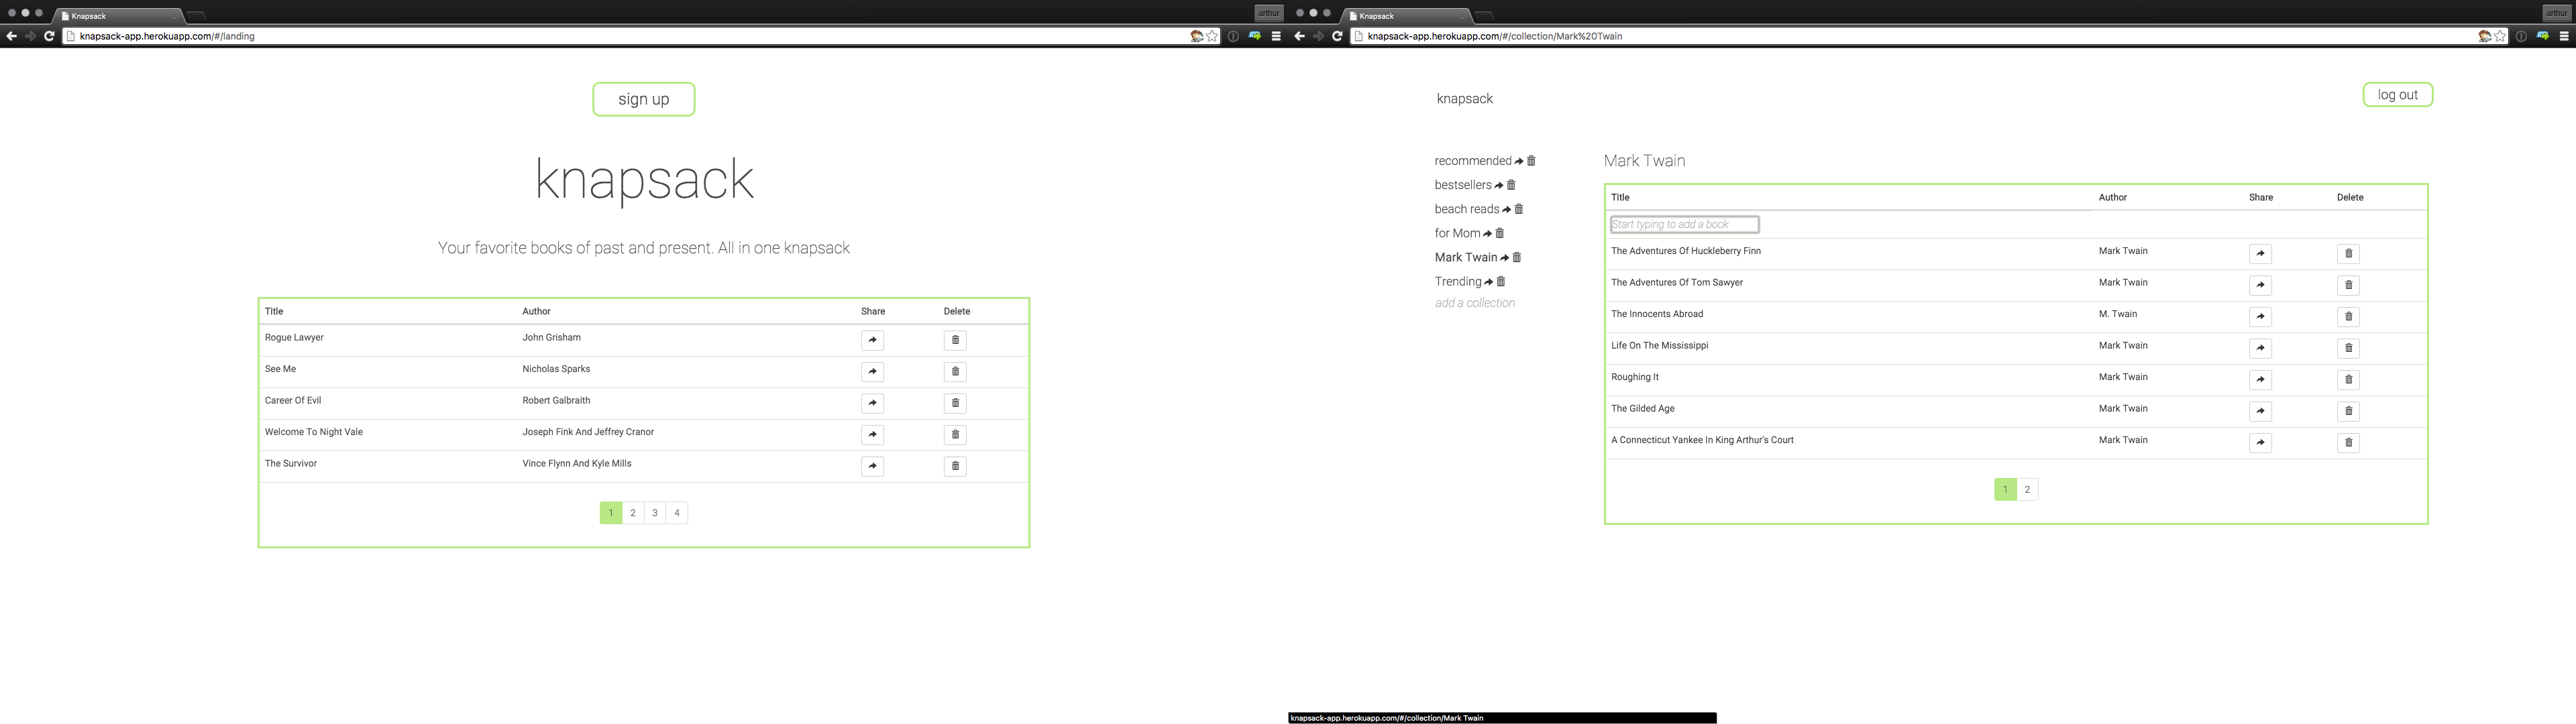 Knapsack
arthur
knapsack-app.herokuapp.com/#/landing
sign up
knapsack
Your favorite books of past and present. All in one knapsack
Title Author Share Delete
Rogue Lawyer John Grisham
See Me Nicholas Sparks
Career Of Evil Robert Galbraith
Welcome To Night Vale Joseph Fink And Jeffrey Cranor
The Survivor Vince Flynn And Kyle Mills
1 2 3 4
Knapsack
arthur
knapsack-app.herokuapp.com/#/collection/Mark%20Twain
knapsack
log out
recommended
bestsellers
beach reads
for Mom
Mark Twain
Trending
add a collection
Mark Twain
Title Author Share Delete
Start typing to add a book
The Adventures Of Huckleberry Finn Mark Twain
The Adventures Of Tom Sawyer Mark Twain
The Innocents Abroad M. Twain
Life On The Mississippi Mark Twain
Roughing It Mark Twain
The Gilded Age Mark Twain
A Connecticut Yankee In King Arthur's Court Mark Twain
1 2
knapsack-app.herokuapp.com/#/collection/Mark Twain